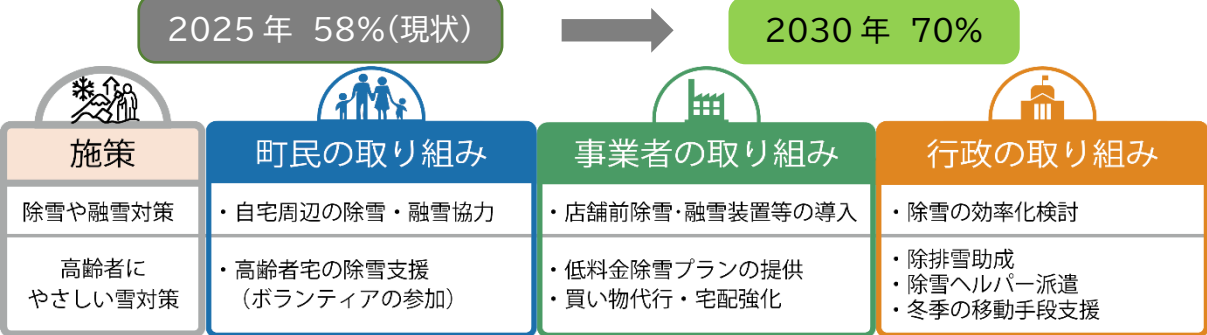 2025年 58%(現状)
2030年 70%
施策
町民の取り組み
事業者の取り組み
行政の取り組み
除雪や融雪対策
・自宅周辺の除雪・融雪協力
・店舗前除雪・融雪装置等の導入
・除雪の効率化検討
高齢者に
やさしい雪対策
・高齢者宅の除雪支援
（ボランティアの参加）
・低料金除雪プランの提供
・買い物代行・宅配強化
・除排雪助成
・除雪ヘルパー派遣
・冬季の移動手段支援